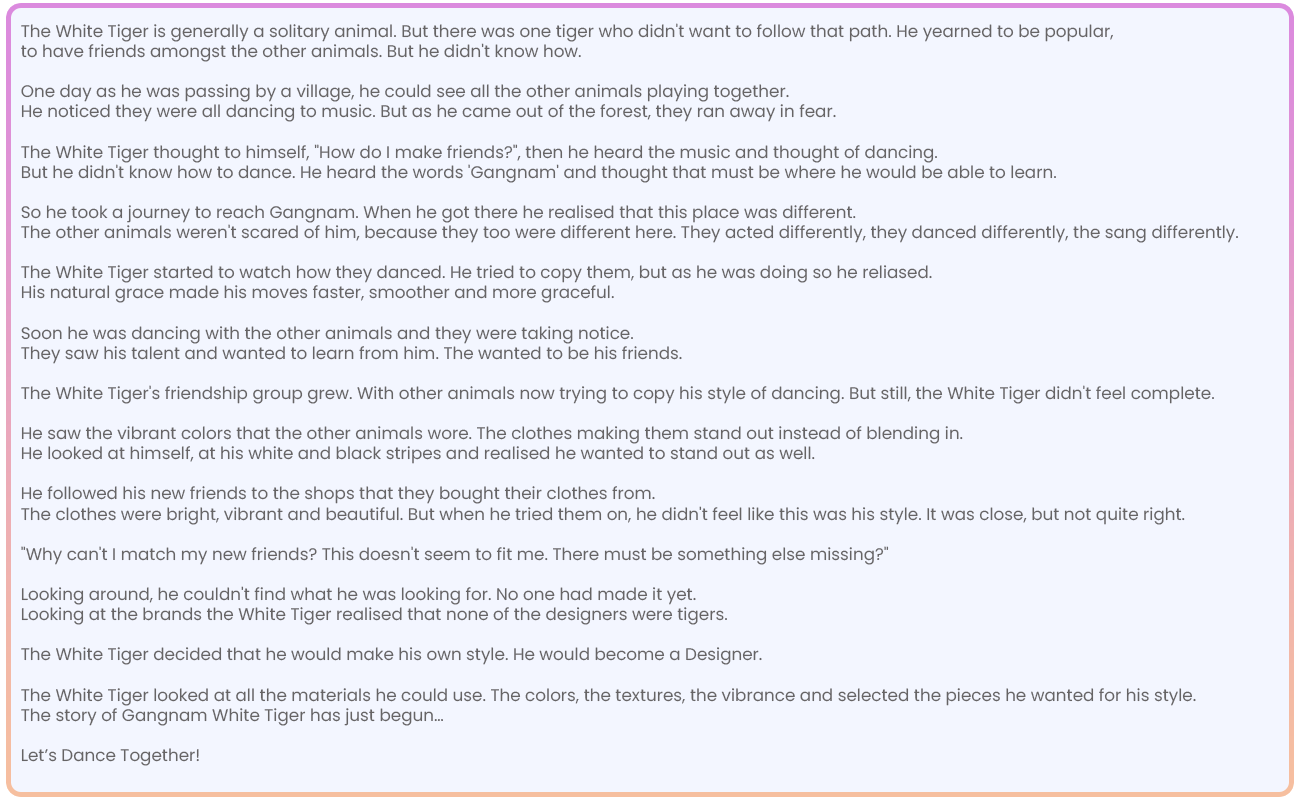 The White Tiger is generally a solitary animal. But there was one tiger who didn't want to follow that path. He yearned to be popular,
to have friends amongst the other animals. But he didn't know how.
One day as he was passing by a village, he could see all the other animals playing together.
He noticed they were all dancing to music. But as he came out of the forest, they ran away in fear.
The White Tiger thought to himself, "How do I make friends?", then he heard the music and thought of dancing.
But he didn't know how to dance. He heard the words 'Gangnam' and thought that must be where he would be able to learn.
So he took a journey to reach Gangnam. When he got there he realised that this place was different.
The other animals weren't scared of him, because they too were different here. They acted differently, they danced differently, the sang differently.
The White Tiger started to watch how they danced. He tried to copy them, but as he was doing so he reliased.
His natural grace made his moves faster, smoother and more graceful.
Soon he was dancing with the other animals and they were taking notice.
They saw his talent and wanted to learn from him. The wanted to be his friends.
The White Tiger's friendship group grew. With other animals now trying to copy his style of dancing. But still, the White Tiger didn't feel complete.
He saw the vibrant colors that the other animals wore. The clothes making them stand out instead of blending in.
He looked at himself, at his white and black stripes and realised he wanted to stand out as well.
He followed his new friends to the shops that they bought their clothes from.
The clothes were bright, vibrant and beautiful. But when he tried them on, he didn't feel like this was his style. It was close, but not quite right.
"Why can't I match my new friends? This doesn't seem to fit me. There must be something else missing?"
Looking around, he couldn't find what he was looking for. No one had made it yet.
Looking at the brands the White Tiger realised that none of the designers were tigers.
The White Tiger decided that he would make his own style. He would become a Designer.
The White Tiger looked at all the materials he could use. The colors, the textures, the vibrance and selected the pieces he wanted for his style.
The story of Gangnam White Tiger has just begun...
Let’s Dance Together!